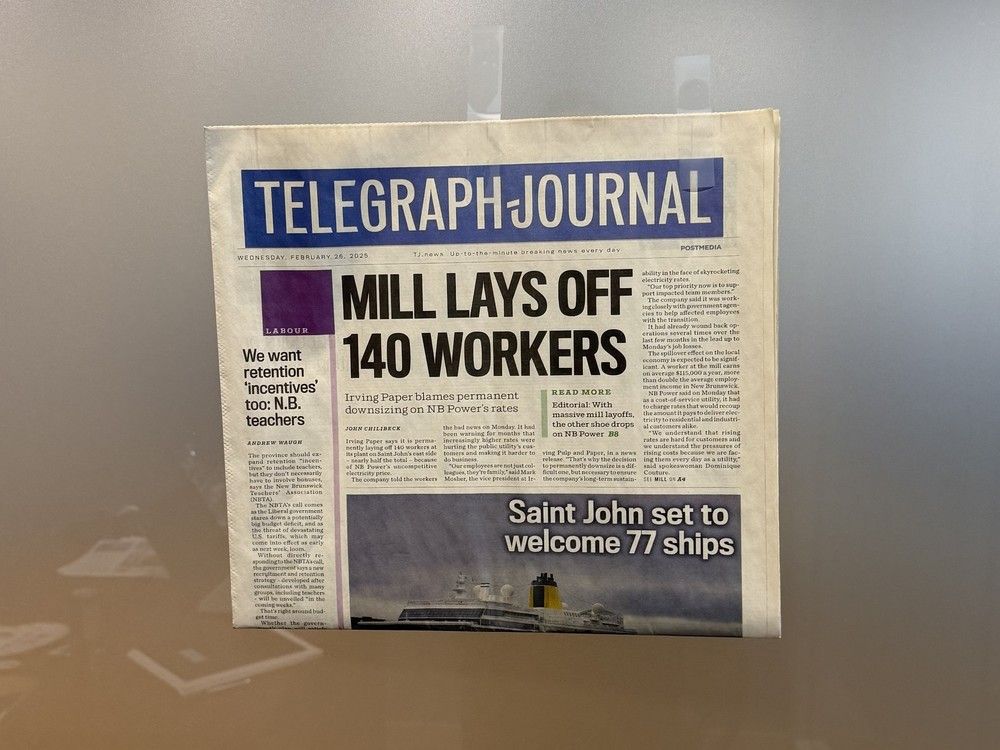 TELEGRAPH-JOURNAL
WEDNESDAY, FEBRUARY 26, 2025
TJ.news Up-to-the-minute breaking news every day
POSTMEDIA
LABOUR
We want
retention
'incentives'
too: N.B.
teachers
ANDREW WAUGH
The province should ex-
pand retention "incen-
tives" to include teachers,
but they don't necessarily
have to involve bonuses,
says the New Brunswick
Teachers' Association
(NBTA).
The NBTA's call comes
as the Liberal government
stares down a potentially
big budget deficit, and as
the threat of devastating
U.S. tariffs, which may
come into effect as early
as next week, loom.
Without directly re-
sponding to the NBTA's call,
the government says a new
recruitment and retention
strategy - developed after
consultations with many
groups, including teachers
- will be unveiled "in the
coming weeks."
That's right around bud-
get time.
Whether the govern-
MILL LAYS OFF
140 WORKERS
Irving Paper blames permanent
downsizing on NB Power's rates
READ MORE
Editorial: With
massive mill layoffs,
the other shoe drops
on NB Power B8
JOHN CHILIBECK
Irving Paper says it is perma-
nently laying off 140 workers at
its plant on Saint John's east side
- nearly half the total - because
of NB Power's uncompetitive
electricity price.
The company told the workers
the bad news on Monday. It had
been warning for months that
increasingly higher rates were
hurting the public utility's cus-
tomers and making it harder to
do business.
"Our employees are not just col-
leagues, they're family," said Mark
Mosher, the vice president at Ir-
ving Pulp and Paper, in a news
release. "That's why the decision
to permanently downsize is a dif-
ficult one, but necessary to ensure
the company's long-term sustain-
ability in the face of skyrocketing
electricity rates.
"Our top priority now is to sup-
port impacted team members."
The company said it was work-
ing closely with government agen-
cies to help affected employees
with the transition.
It had already wound back op-
erations several times over the
last few months in the lead up to
Monday's job losses.
The spillover effect on the local
economy is expected to be signif-
icant. A worker at the mill earns
on average $115,000 a year, more
than double the average employ-
ment income in New Brunswick.
NB Power said on Monday that
as a cost-of-service utility, it had
to charge rates that would recoup
the amount it pays to deliver elec-
tricity to residential and industri-
al customers alike.
"We understand that rising
rates are hard for customers and
we understand the pressures of
rising costs because we are fac-
ing them every day as a utility,"
said spokeswoman Dominique
Couture.
SEE MILL ON A4
Saint John set to
welcome 77 ships